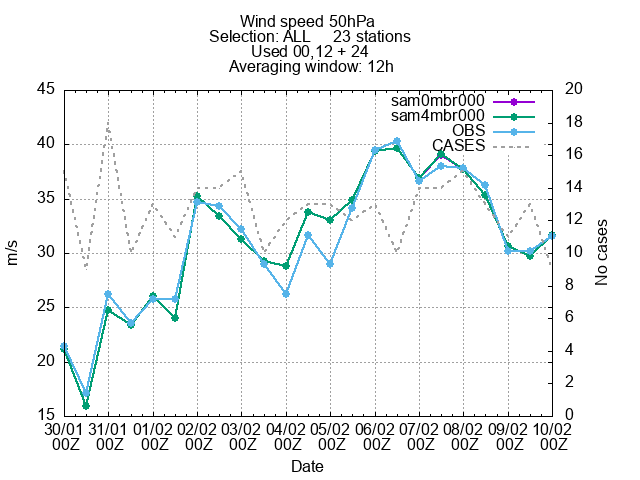 Wind speed 50hPa
Selection: ALL 23 stations
Used 00,12 + 24
Averaging window: 12h
sam0mbr000
sam4mbr000
OBS
CASES
m/s
45
40
35
30
25
20
15
20
18
16
14
12
10
8
6
4
2
0
No cases
30/01 31/01 01/02 02/02 03/02 04/02 05/02 06/02 07/02 08/02 09/02 10/02
00Z 00Z 00Z 00Z 00Z 00Z 00Z 00Z 00Z 00Z 00Z 00Z
Date